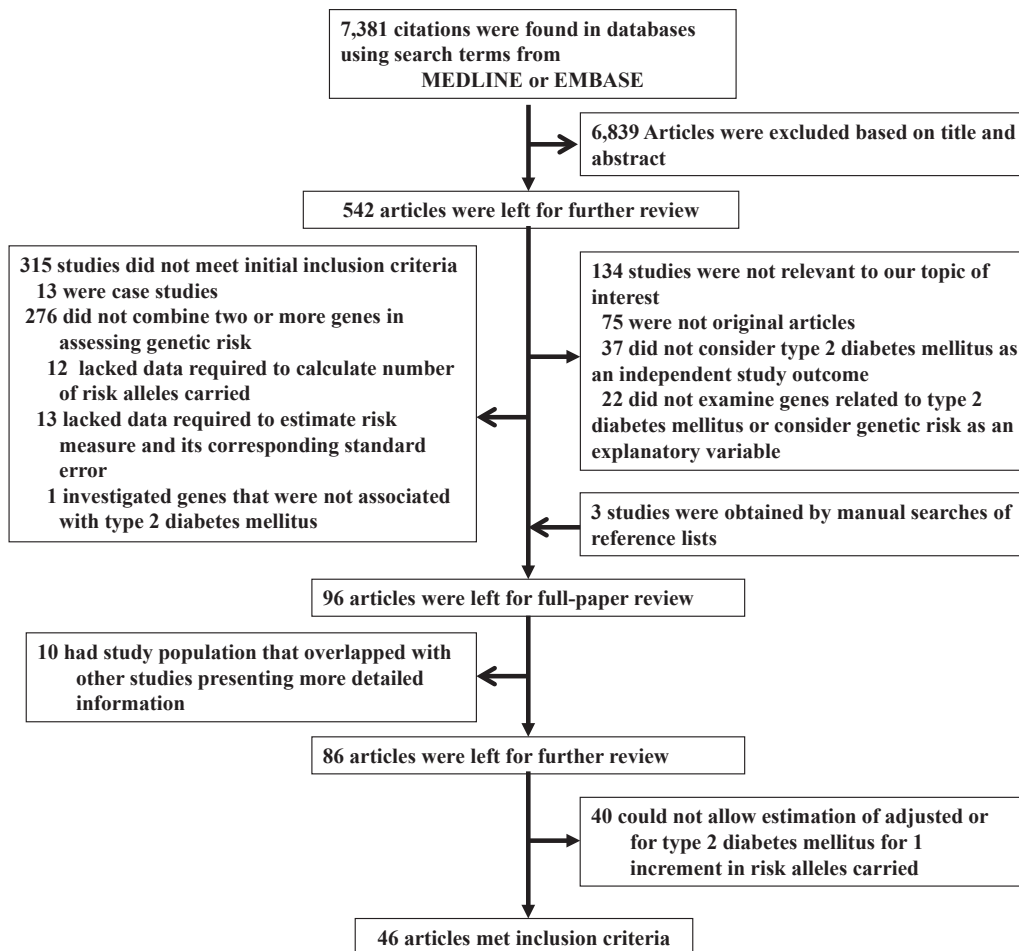 7,381 citations were found in databases
using search terms from
MEDLINE or EMBASE
6,839 Articles were excluded based on title and
abstract
542 articles were left for further review
315 studies did not meet initial inclusion criteria
13 were case studies
276 did not combine two or more genes in
assessing genetic risk
12 lacked data required to calculate number
of risk alleles carried
13 lacked data required to estimate risk
measure and its corresponding standard
error
1 investigated genes that were not associated
with type 2 diabetes mellitus
134 studies were not relevant to our topic of
interest
75 were not original articles
37 did not consider type 2 diabetes mellitus as
an independent study outcome
22 did not examine genes related to type 2
diabetes mellitus or consider genetic risk as an
explanatory variable
3 studies were obtained by manual searches of
reference lists
96 articles were left for full-paper review
10 had study population that overlapped with
other studies presenting more detailed
information
86 articles were left for further review
40 could not allow estimation of adjusted or
for type 2 diabetes mellitus for 1
increment in risk alleles carried
46 articles met inclusion criteria